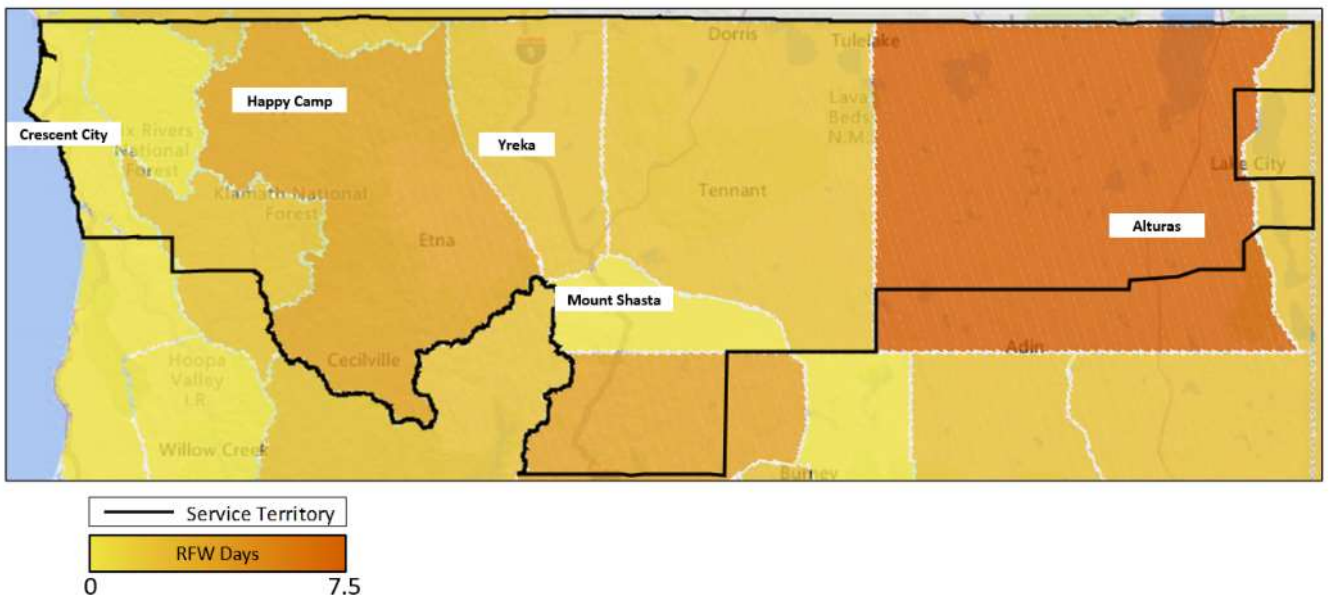 Dorris
Tulelake
5
Happy Camp
Lava
Beds
N.M.
Crescent City
Six Rivers
National
Forest
Yreka
Lake City
Klamath National
Forest
Tennant
Etna
Alturas
Mount Shasta
Hoopa
Valley
I.R.
Cecilville
Adin
Willow Creek
Burney
Service Territory
RFW Days
0
7.5